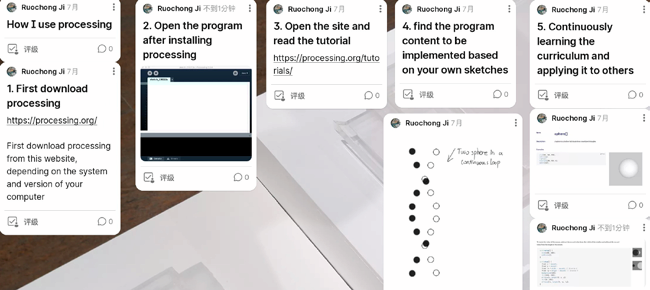 Ruochong Ji 7月
How I use processing
评级 0
Ruochong Ji 7月
1. First download
processing
https://processing.org/
First download processing
from this website,
depending on the system
and version of your
computer
评级 0
Ruochong Ji 不到1分钟
2. Open the program
after installing
processing
评级 0
Ruochong Ji 7月
3. Open the site and
read the tutorial
https://processing.org/tuto
rials/
评级 0
Ruochong Ji 7月
4. find the program
content to be
implemented based
on your own sketches
评级 0
Ruochong Ji 7月
Two sphere in a
continuous loop
Ruochong Ji 7月
5. Continuously
learning the
curriculum and
applying it to others
评级 0
Ruochong Ji 7月
sphere()
评级 0
Ruochong Ji 不到1分钟